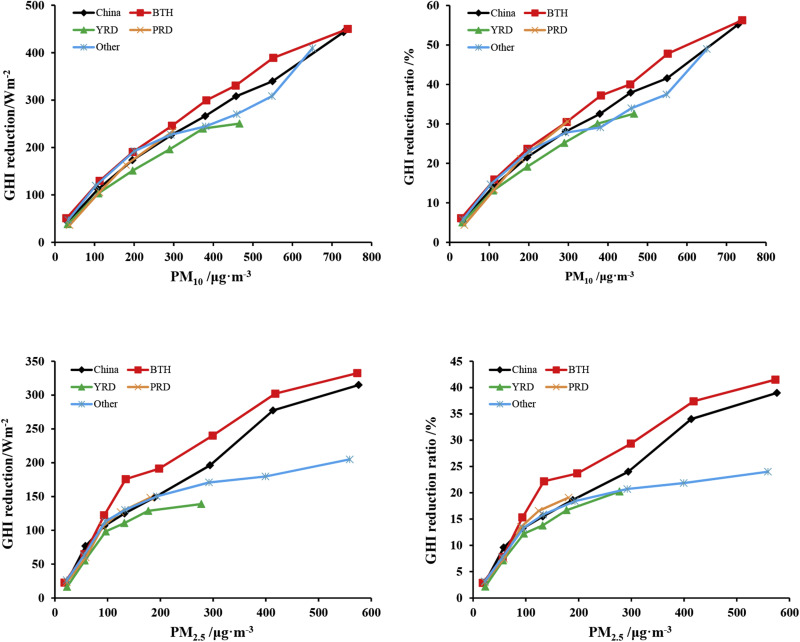 China BTH
YRD PRD
Other
GHI reduction/Wm-2
500
400
300
200
100
0
0 100 200 300 400 500 600 700 800
PM10 /μg·m-3
China BTH
YRD PRD
Other
GHI reduction ratio /%
60
50
40
30
20
10
0
0 100 200 300 400 500 600 700 800
PM10 /μg·m-3
China BTH
YRD PRD
Other
GHI reduction/Wm-2
350
300
250
200
150
100
50
0
0 100 200 300 400 500 600
PM2.5 /μg·m-3
China BTH
YRD PRD
Other
GHI reduction ratio /%
45
40
35
30
25
20
15
10
5
0
0 100 200 300 400 500 600
PM2.5 /μg·m-3